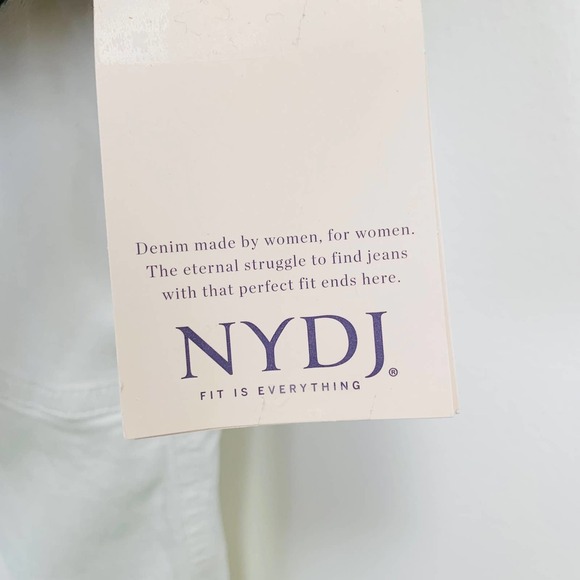 Denim made by women, for women.
The eternal struggle to find jeans
with that perfect fit ends here.
NYDJ®
FIT IS EVERYTHING